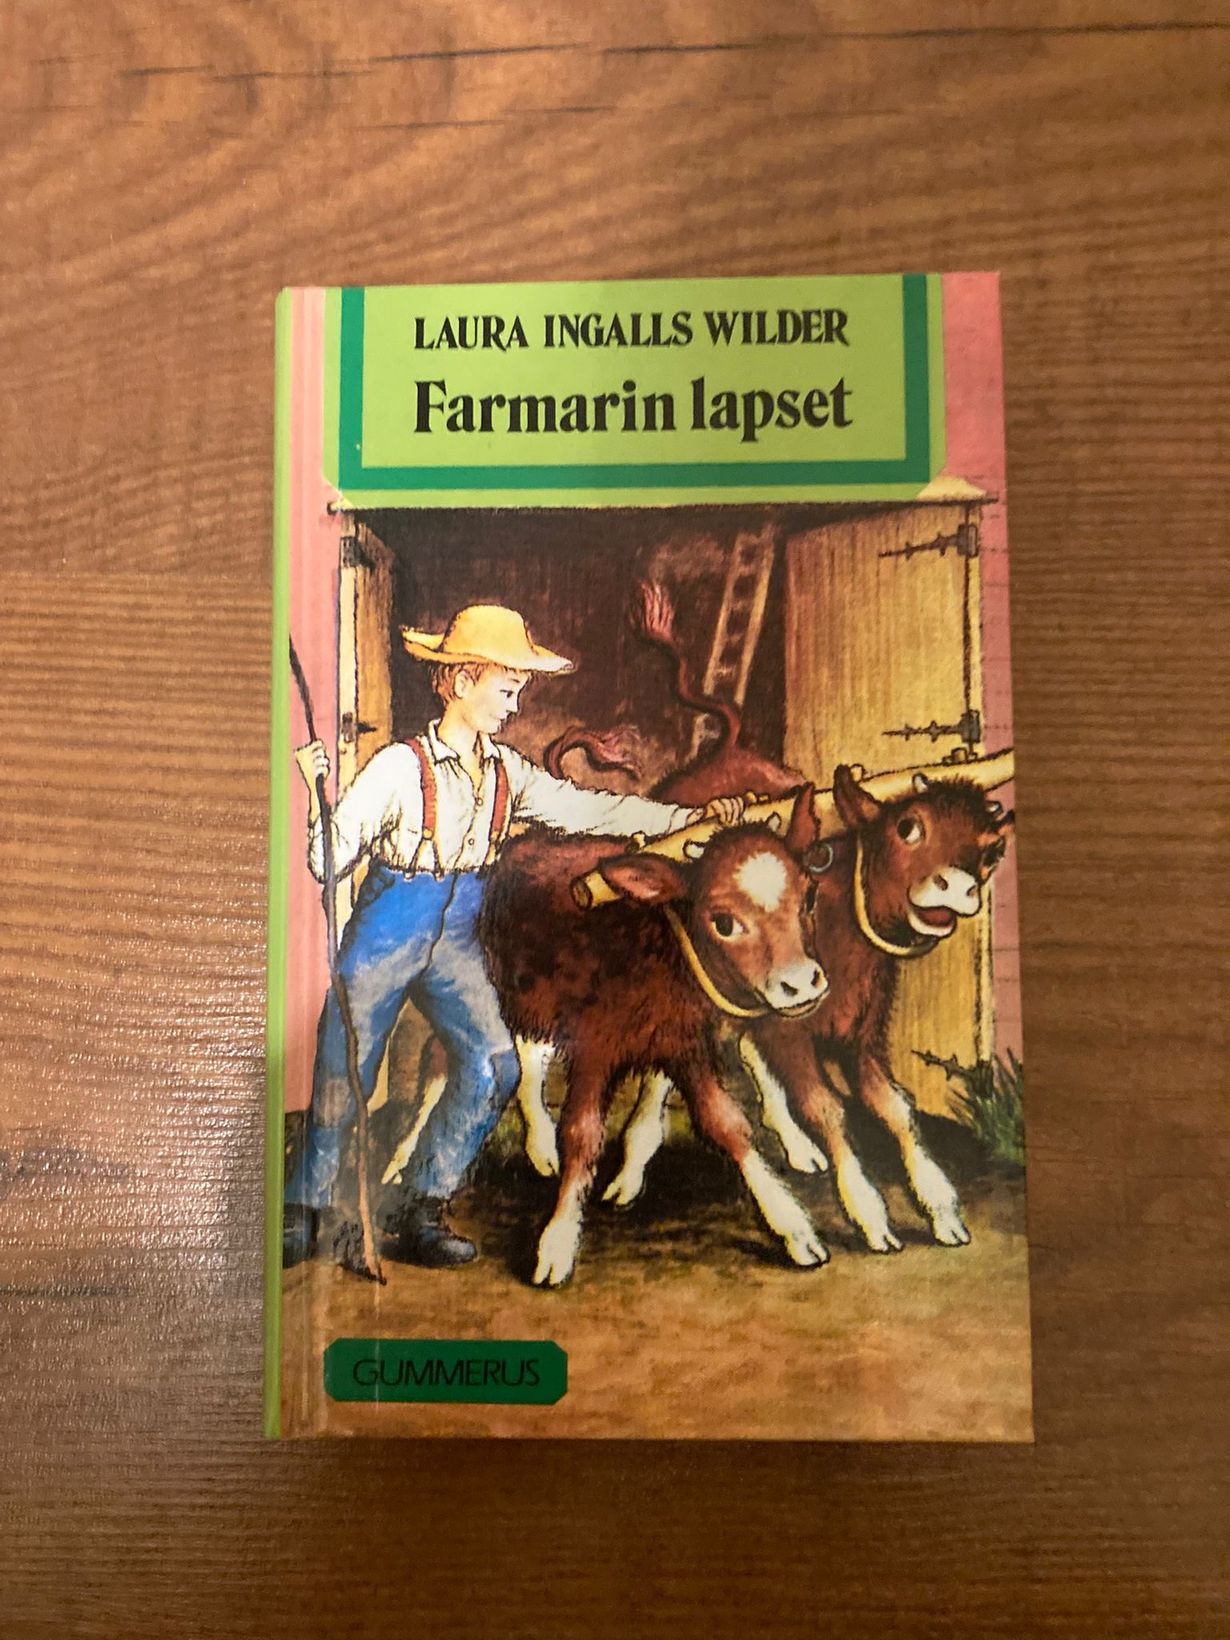 LAURA INGALLS WILDER
Farmarin lapset
GUMMERUS